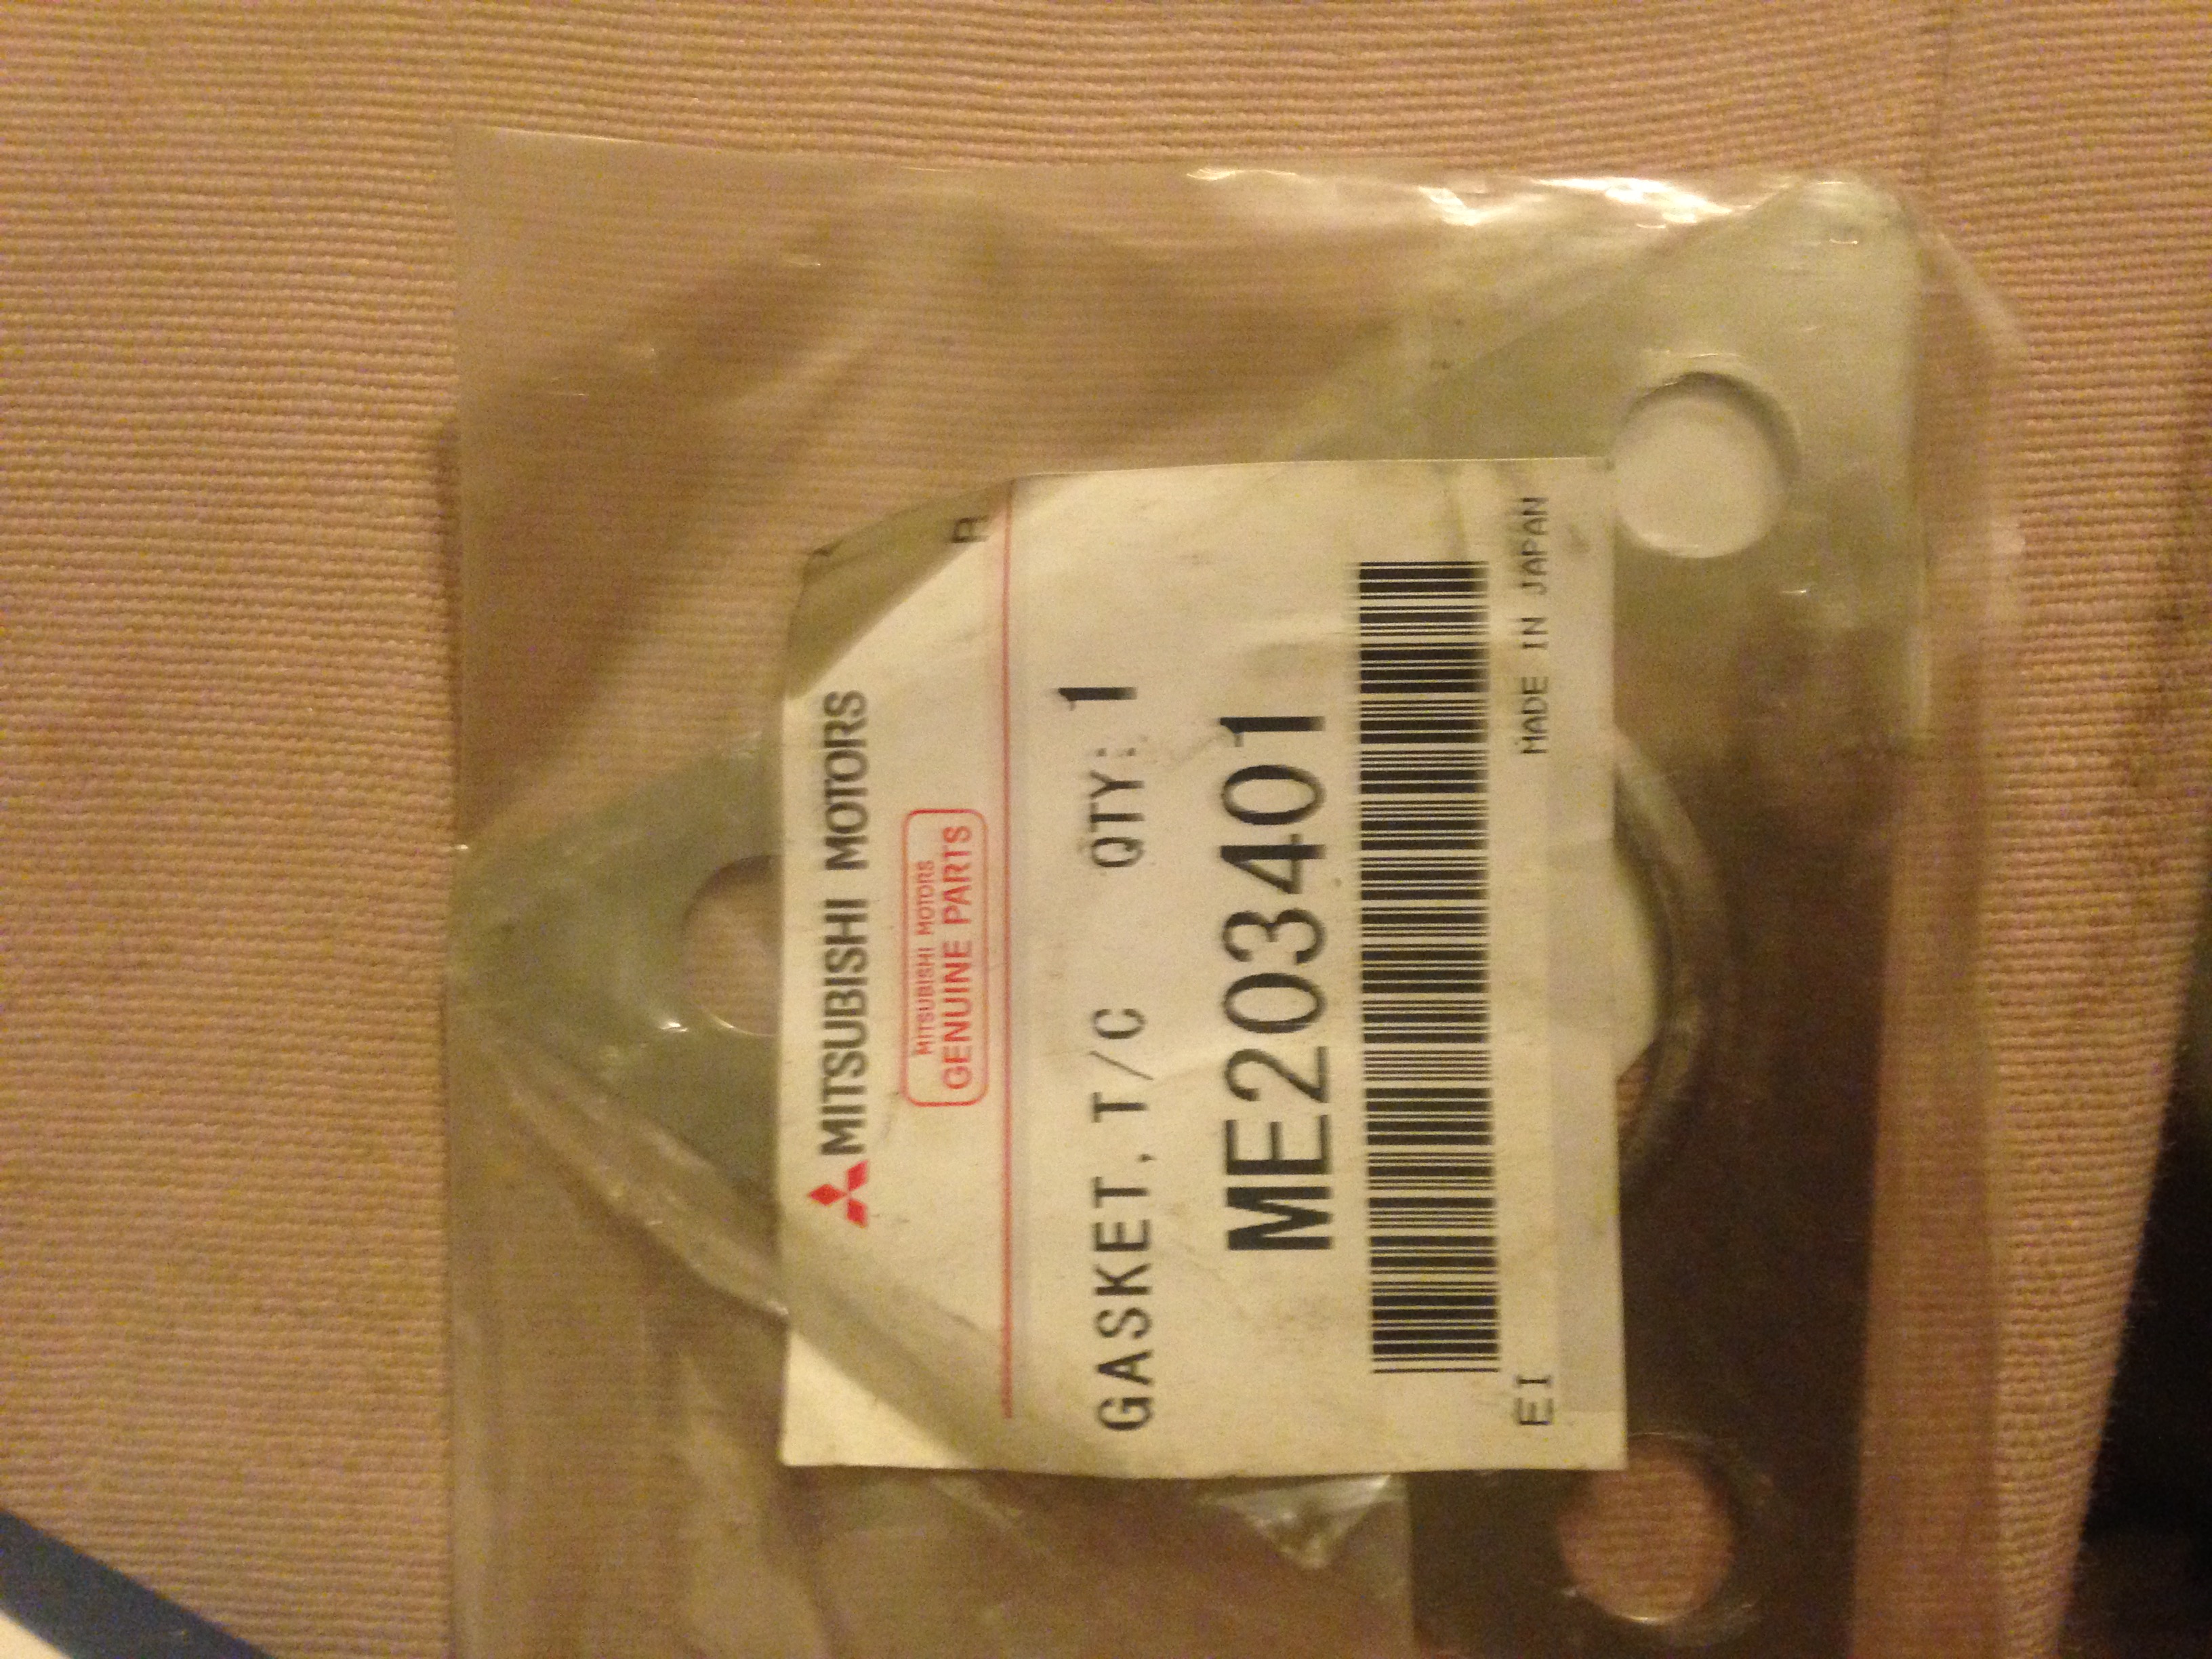 MITSUBISHI MOTORS
MITSUBISHI MOTORS
GENUINE PARTS
R
GASKET, T/C QTY: 1
ME203401
EI MADE IN JAPAN